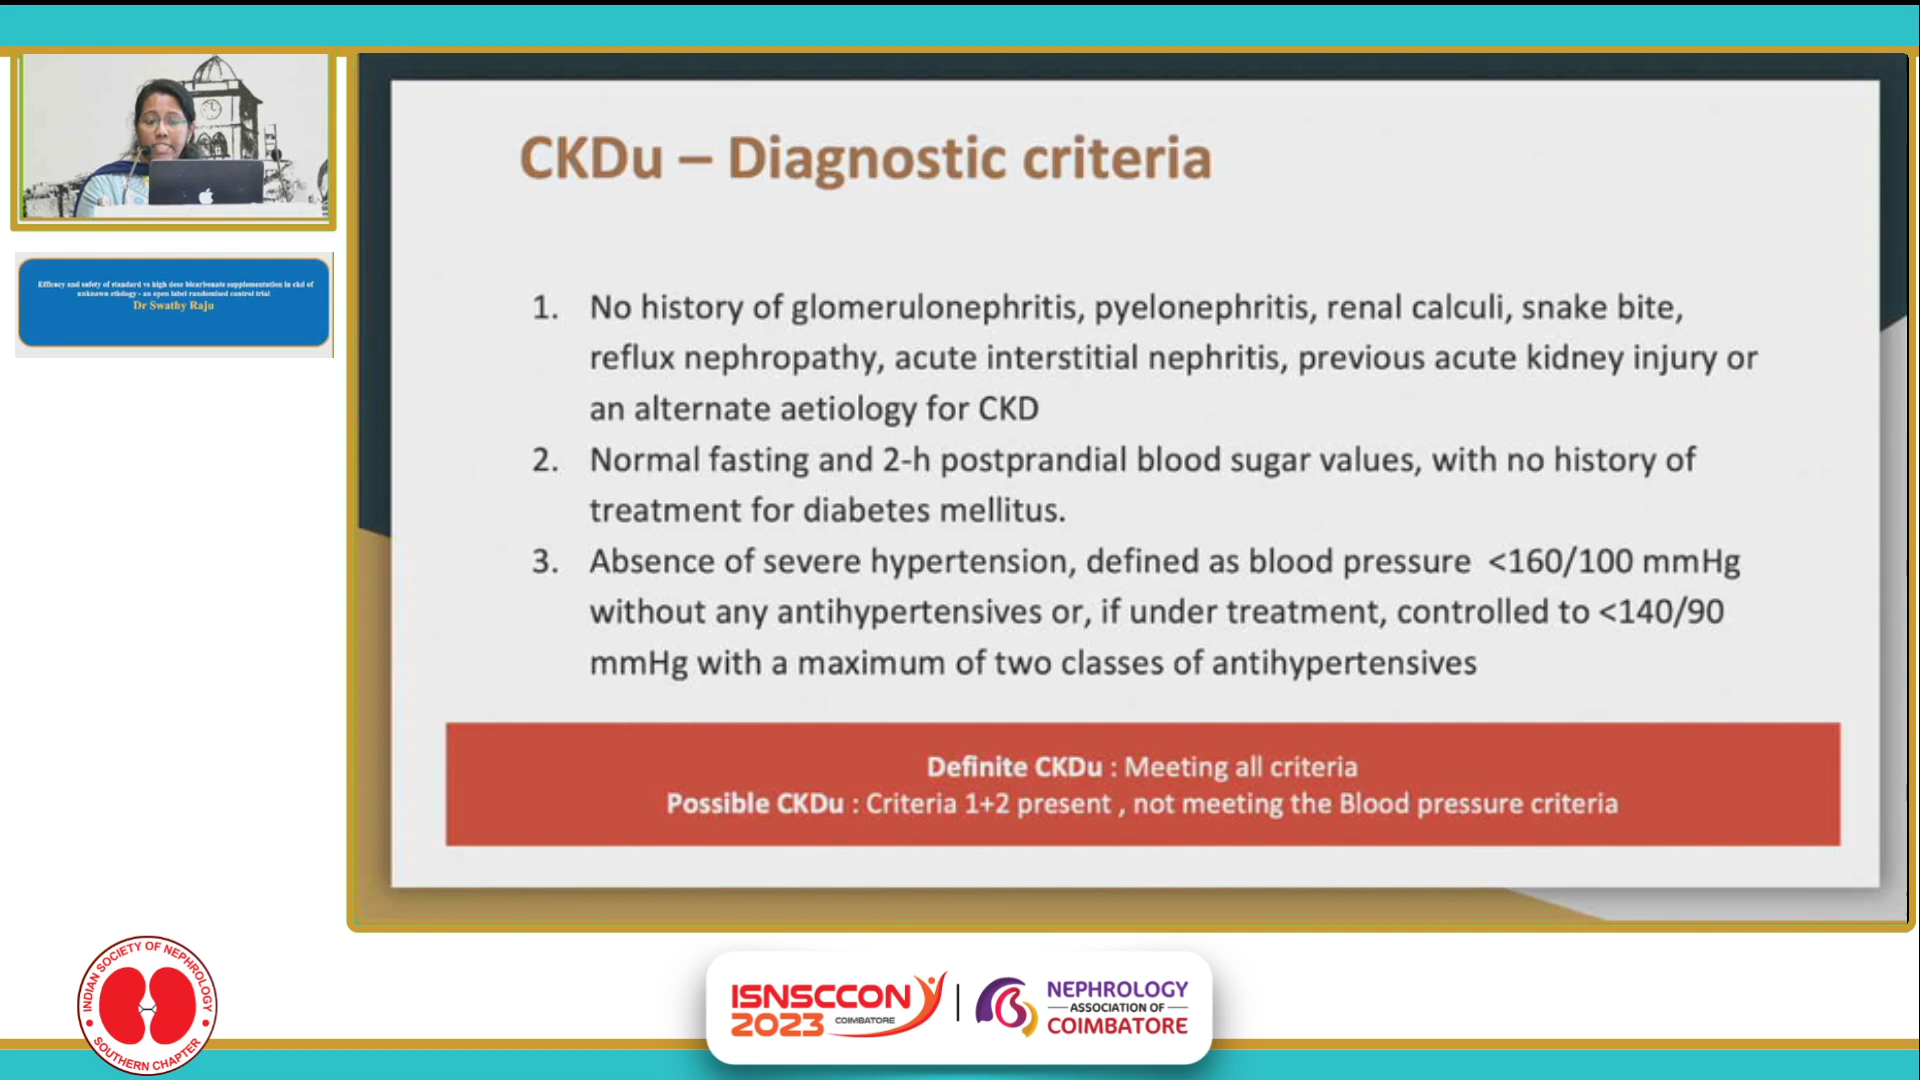 Efficacy and safety of standard vs high dose bicarbonate supplementation in ckd of
unknown etiology - an open label randomised control trial
Dr Swathy Raju
CKDu – Diagnostic criteria
1. No history of glomerulonephritis, pyelonephritis, renal calculi, snake bite,
reflux nephropathy, acute interstitial nephritis, previous acute kidney injury or
an alternate aetiology for CKD
2. Normal fasting and 2-h postprandial blood sugar values, with no history of
treatment for diabetes mellitus.
3. Absence of severe hypertension, defined as blood pressure <160/100 mmHg
without any antihypertensives or, if under treatment, controlled to <140/90
mmHg with a maximum of two classes of antihypertensives
Definite CKDu : Meeting all criteria
Possible CKDu : Criteria 1+2 present , not meeting the Blood pressure criteria
INDIAN SOCIETY OF NEPHROLOGY
SOUTHERN CHAPTER
ISNSCCON
2023 COIMBATORE
NEPHROLOGY
ASSOCIATION OF
COIMBATORE